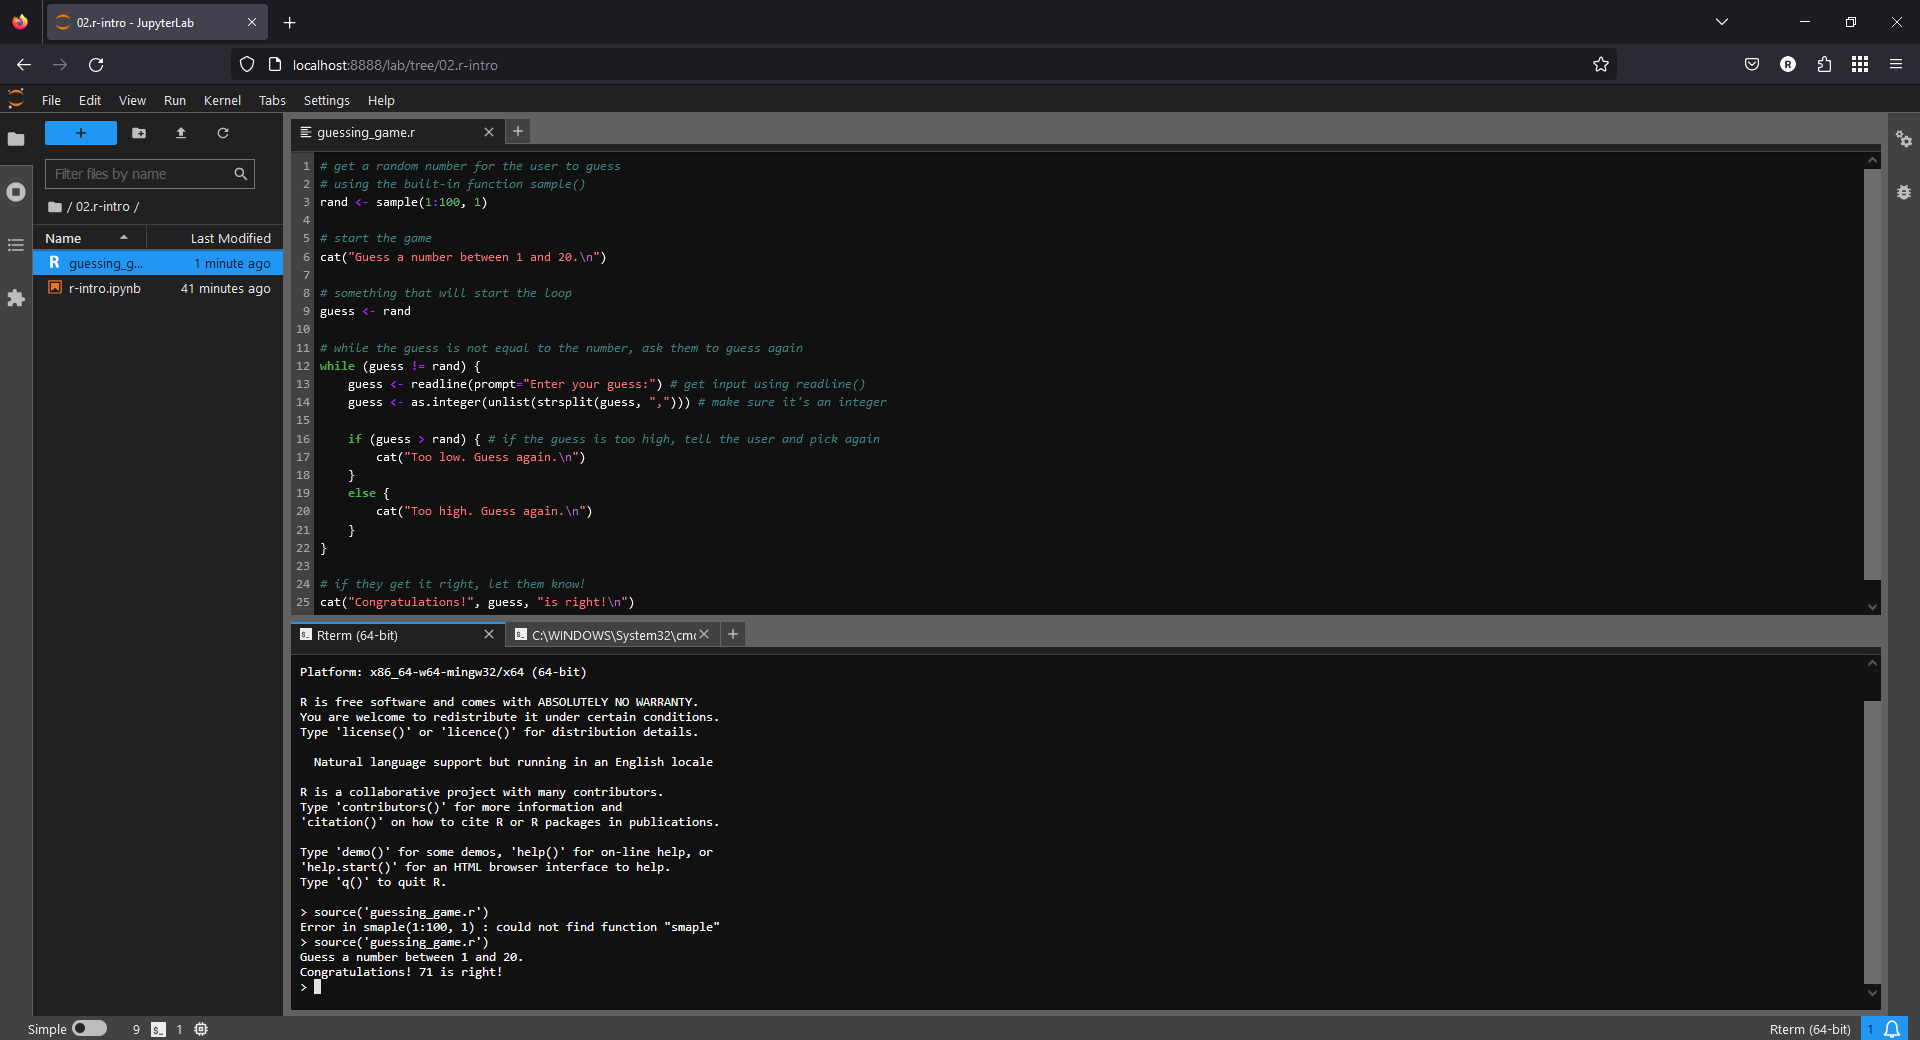 02.r-intro - JupyterLab
localhost:8888/lab/tree/02.r-intro
R
File Edit View Run Kernel Tabs Settings Help
+
Filter files by name
/ 02.r-intro /
Name Last Modified
R guessing_g... 1 minute ago
r-intro.ipynb 41 minutes ago
guessing_game.r
1 # get a random number for the user to guess
2 # using the built-in function sample()
3 rand <- sample(1:100, 1)
4
5 # start the game
6 cat("Guess a number between 1 and 20.\n")
7
8 # something that will start the loop
9 guess <- rand
10
11 # while the guess is not equal to the number, ask them to guess again
12 while (guess != rand) {
13     guess <- readline(prompt="Enter your guess:") # get input using readline()
14     guess <- as.integer(unlist(strsplit(guess, ","))) # make sure it's an integer
15
16     if (guess > rand) { # if the guess is too high, tell the user and pick again
17         cat("Too low. Guess again.\n")
18     }
19     else {
20         cat("Too high. Guess again.\n")
21     }
22 }
23
24 # if they get it right, let them know!
25 cat("Congratulations!", guess, "is right!\n")
Rterm (64-bit) C:\WINDOWS\System32\cmd
Platform: x86_64-w64-mingw32/x64 (64-bit)
R is free software and comes with ABSOLUTELY NO WARRANTY.
You are welcome to redistribute it under certain conditions.
Type 'license()' or 'licence()' for distribution details.
Natural language support but running in an English locale
R is a collaborative project with many contributors.
Type 'contributors()' for more information and
'citation()' on how to cite R or R packages in publications.
Type 'demo()' for some demos, 'help()' for on-line help, or
'help.start()' for an HTML browser interface to help.
Type 'q()' to quit R.
> source('guessing_game.r')
Error in smaple(1:100, 1) : could not find function "smaple"
> source('guessing_game.r')
Guess a number between 1 and 20.
Congratulations! 71 is right!
>
Simple 9 $_ 1 Rterm (64-bit) 1